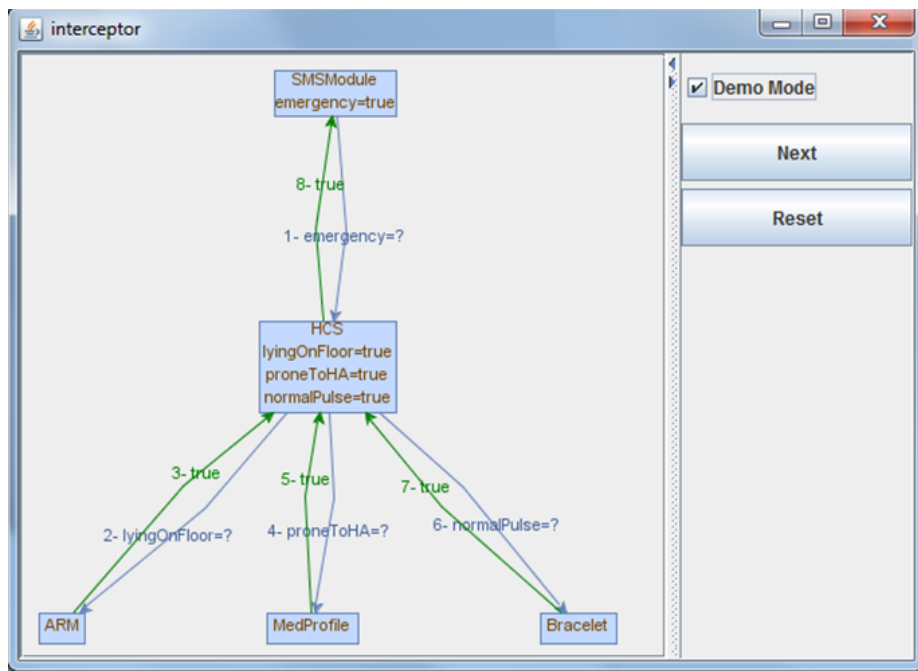 interceptor
SMSModule
emergency=true
8- true
1- emergency=?
HCS
lyingOnFloor=true
proneToHA=true
normalPulse=true
3- true
5- true
7- true
2- lyingOnFloor=?
4- proneToHA=?
6- normalPulse=?
ARM
MedProfile
Bracelet
Demo Mode
Next
Reset